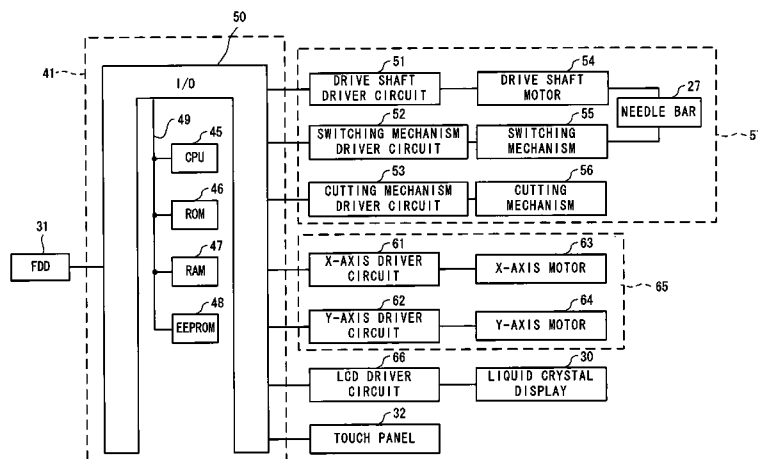 50
41
I/O
49
45
CPU
46
ROM
47
RAM
48
EEPROM
31
FDD
51
DRIVE SHAFT
DRIVER CIRCUIT
54
DRIVE SHAFT
MOTOR
27
NEEDLE BAR
52
SWITCHING MECHANISM
DRIVER CIRCUIT
55
SWITCHING
MECHANISM
53
CUTTING MECHANISM
DRIVER CIRCUIT
56
CUTTING
MECHANISM
61
X-AXIS DRIVER
CIRCUIT
63
X-AXIS MOTOR
62
Y-AXIS DRIVER
CIRCUIT
64
Y-AXIS MOTOR
65
66
LCD DRIVER
CIRCUIT
30
LIQUID CRYSTAL
DISPLAY
32
TOUCH PANEL